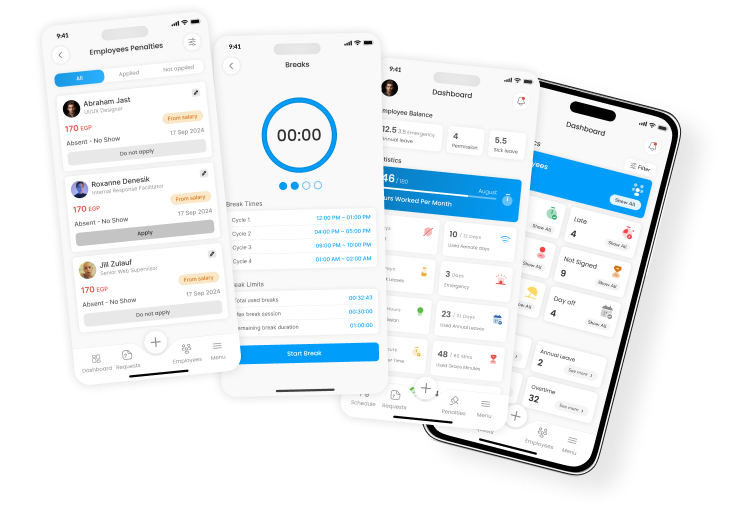 9:41
Employees Penalties
All
Applied
Not applied
Abraham Jast
UI/UX Designer
170 EGP
From salary
Absent - No Show
17 Sep 2024
Do not apply
Roxanne Denesik
Internal Response Facilitator
170 EGP
From salary
Absent - No Show
17 Sep 2024
Apply
Jill Zulauf
Senior Web Supervisor
170 EGP
From salary
Absent - No Show
17 Sep 2024
Do not apply
Dashboard
Requests
Employees
Menu
9:41
Breaks
00:00
Break Times
Cycle 1
12:00 PM – 01:00 PM
Cycle 2
04:00 PM – 05:00 PM
Cycle 3
09:00 PM – 10:00 PM
Cycle 4
01:00 AM – 02:00 AM
Break Limits
Total used breaks
00:32:43
break session
00:30:00
emaining break duration
01:00:00
Start Break
9:41
Dashboard
mployee Balance
12.5 3.5 Emergency
Annual leave
4
Permission
5.5
Sick leave
tistics
46 / 160
August
urs Worked Per Month
10 / 12 Days
Used Remote days
3 Days
Emergency
23 / 31 Days
Used Annual Leaves
48 / 60 Mins
Used Grace Minutes
Schedule
Requests
Penalties
Menu
Dashboard
Filter
Show All
Show All
Late
4
Show All
Show All
Not Signed
9
Show All
Day off
4
Show All
Annual Leave
2
See more
Overtime
32
See more
Employees
Menu